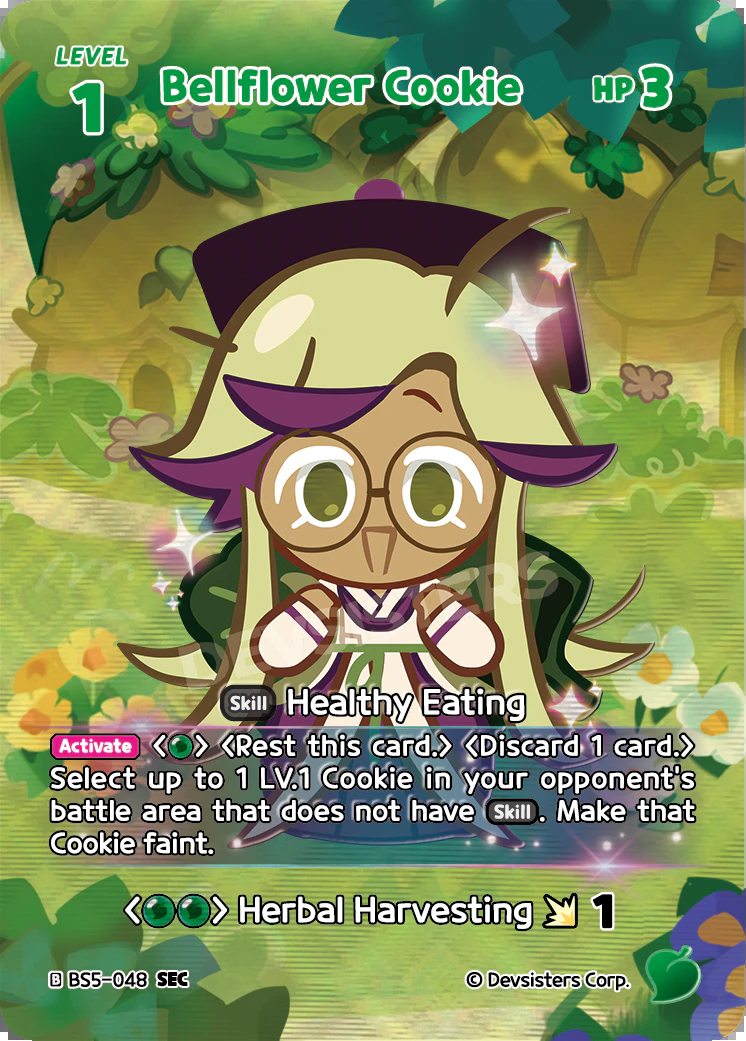 LEVEL
1
Bellflower Cookie
HP 3
DEVSISTERS
Skill Healthy Eating
Activate < > <Rest this card.> <Discard 1 card.>
Select up to 1 LV.1 Cookie in your opponent's
battle area that does not have Skill. Make that
Cookie faint.
< > Herbal Harvesting 1
B BS5-048 SEC
© Devsisters Corp.